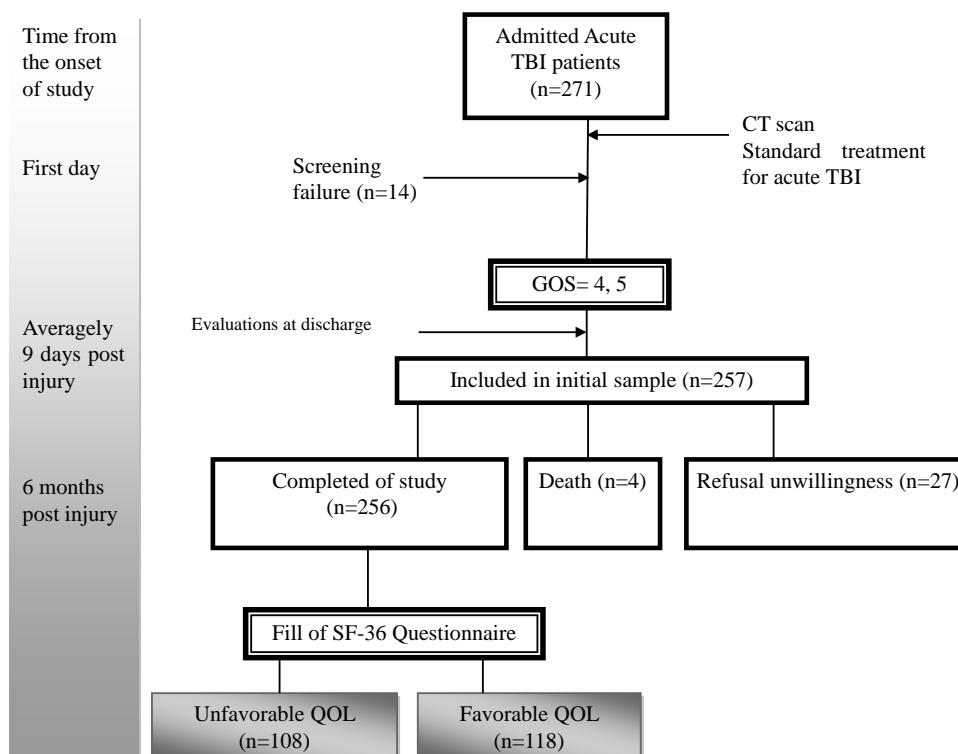 Time from
the onset
of study
Admitted Acute
TBI patients
(n=271)
CT scan
Standard treatment
for acute TBI
First day
Screening
failure (n=14)
GOS= 4, 5
Averagely
9 days post
injury
Evaluations at discharge
Included in initial sample (n=257)
6 months
post injury
Completed of study
(n=256)
Death (n=4)
Refusal unwillingness (n=27)
Fill of SF-36 Questionnaire
Unfavorable QOL
(n=108)
Favorable QOL
(n=118)